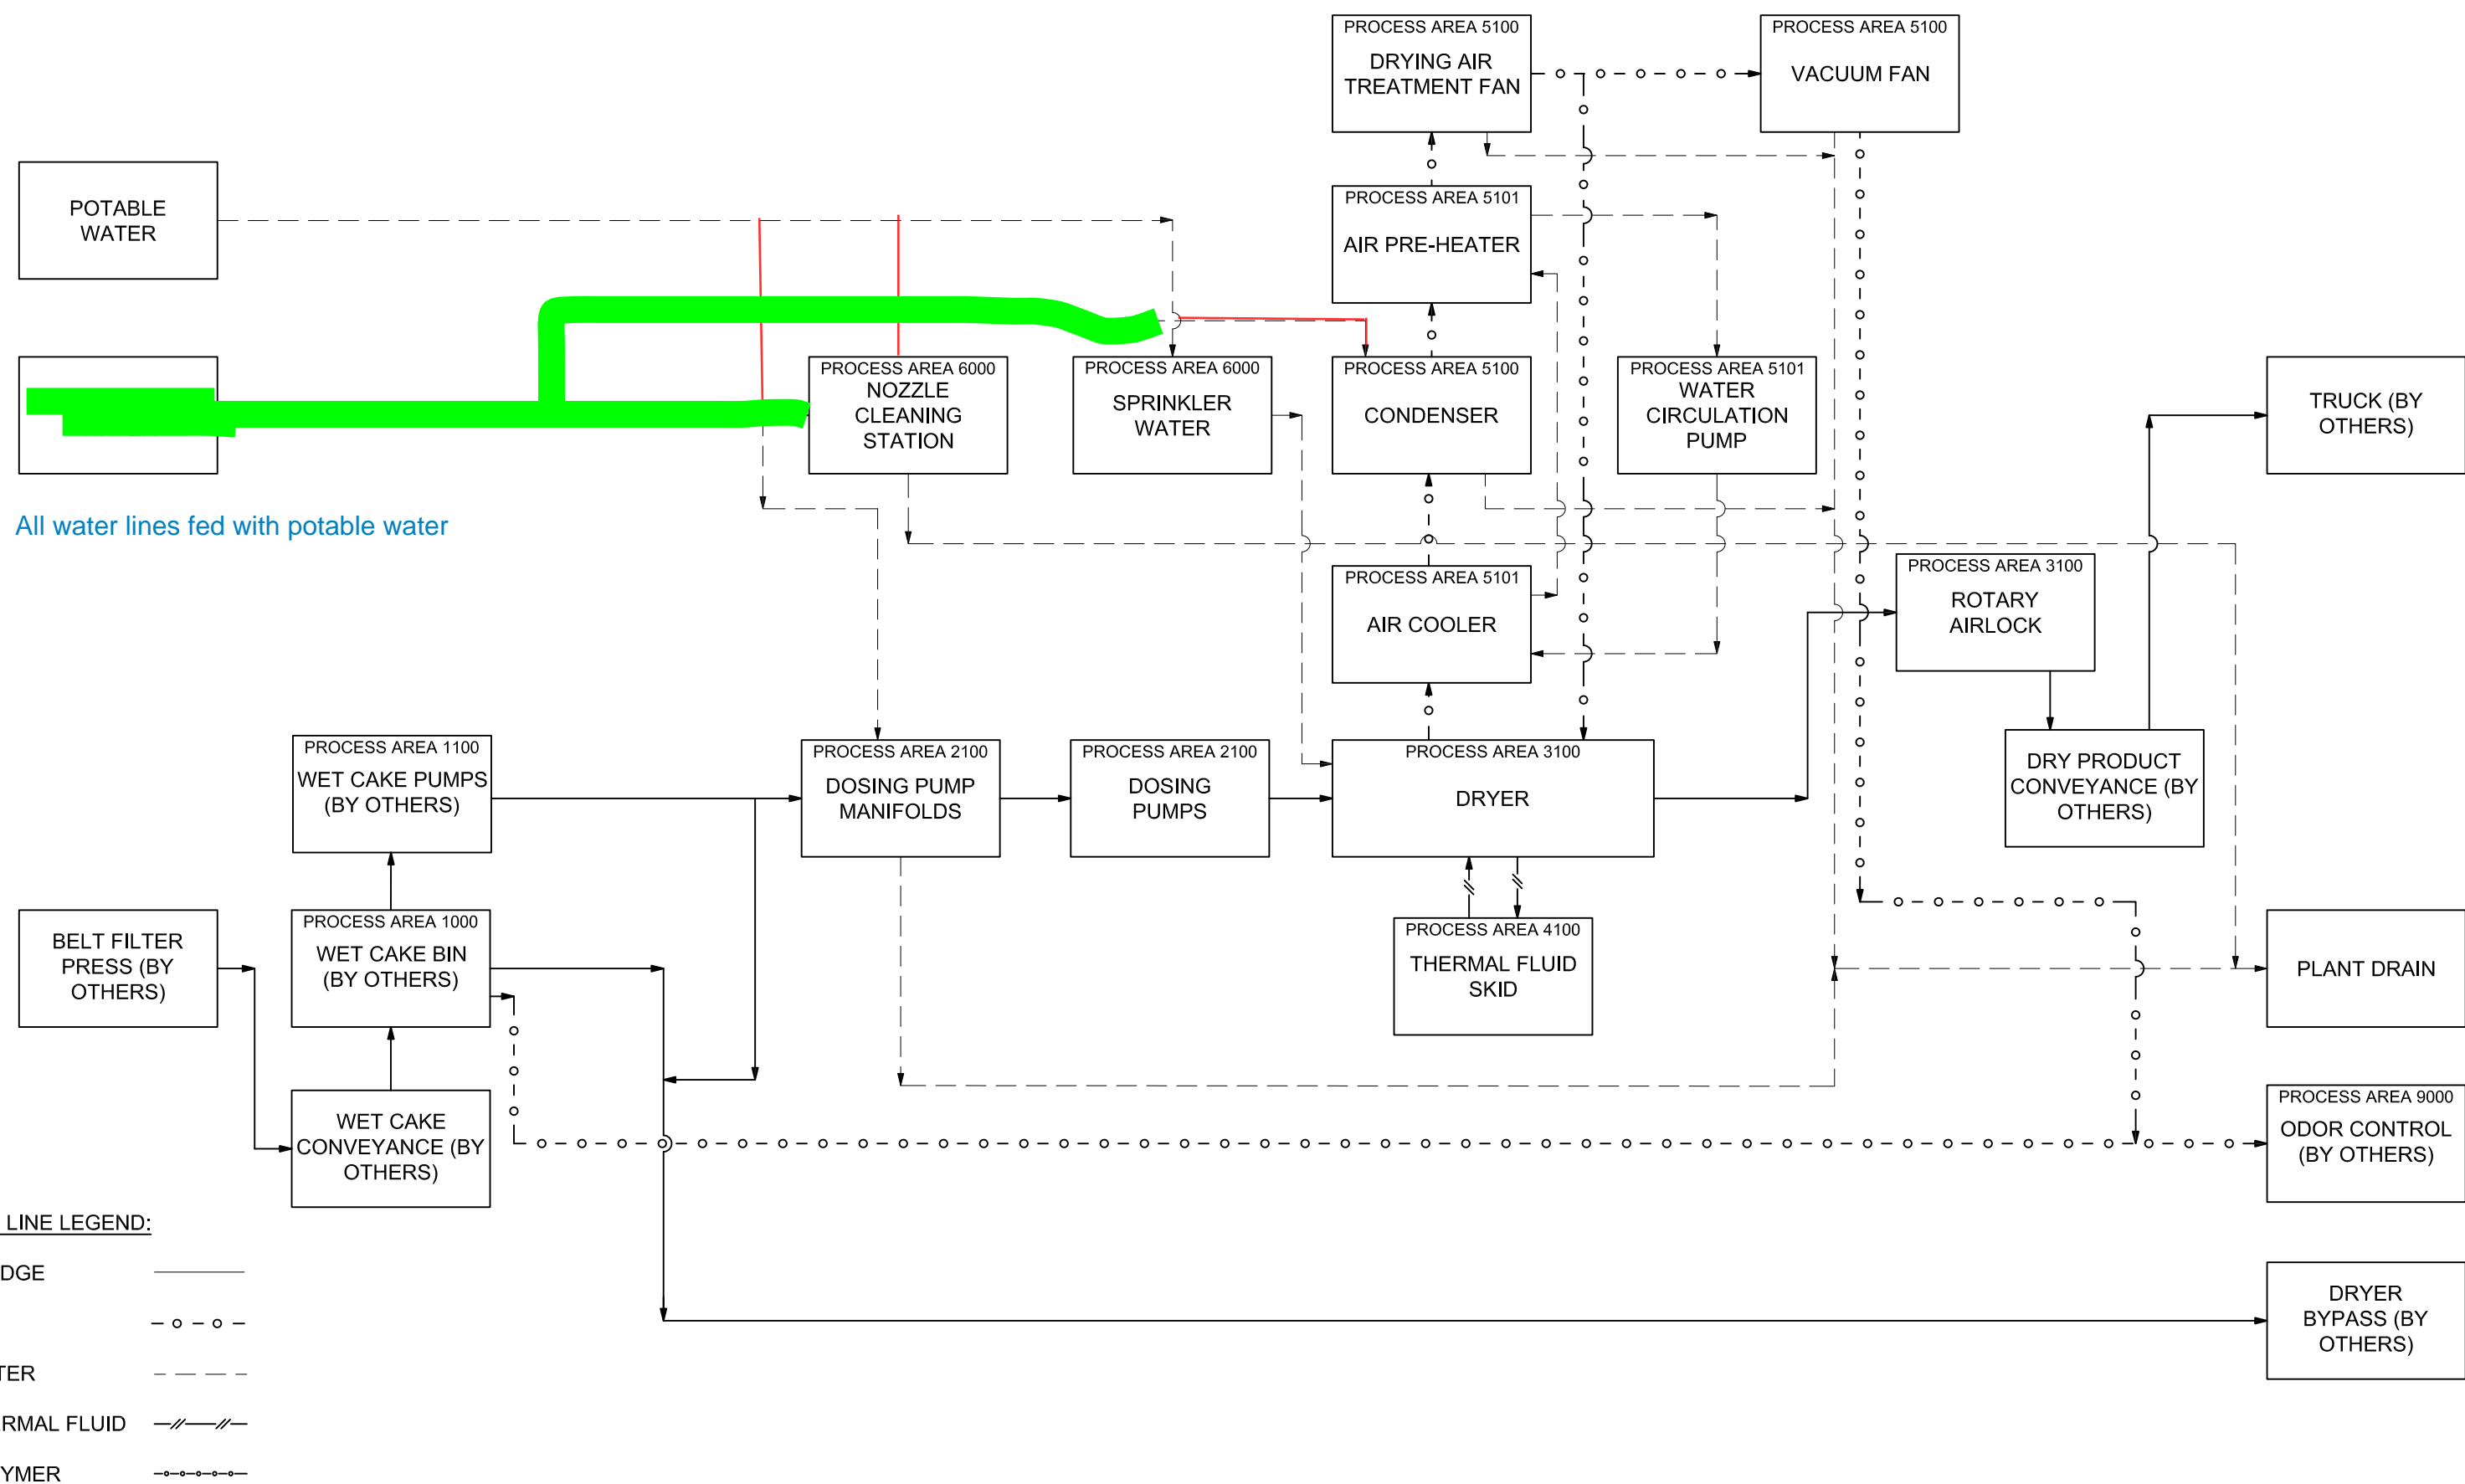 PROCESS AREA 5100
DRYING AIR
TREATMENT FAN
PROCESS AREA 5100
VACUUM FAN
POTABLE
WATER
PROCESS AREA 5101
AIR PRE-HEATER
PROCESS AREA 6000
NOZZLE
CLEANING
STATION
PROCESS AREA 6000
SPRINKLER
WATER
PROCESS AREA 5100
CONDENSER
PROCESS AREA 5101
WATER
CIRCULATION
PUMP
TRUCK (BY
OTHERS)
All water lines fed with potable water
PROCESS AREA 5101
AIR COOLER
PROCESS AREA 3100
ROTARY
AIRLOCK
PROCESS AREA 1100
WET CAKE PUMPS
(BY OTHERS)
PROCESS AREA 2100
DOSING PUMP
MANIFOLDS
PROCESS AREA 2100
DOSING
PUMPS
PROCESS AREA 3100
DRYER
DRY PRODUCT
CONVEYANCE (BY
OTHERS)
BELT FILTER
PRESS (BY
OTHERS)
PROCESS AREA 1000
WET CAKE BIN
(BY OTHERS)
PROCESS AREA 4100
THERMAL FLUID
SKID
PLANT DRAIN
WET CAKE
CONVEYANCE (BY
OTHERS)
PROCESS AREA 9000
ODOR CONTROL
(BY OTHERS)
LINE LEGEND:
DGE
TER
RMAL FLUID
YMER
DRYER
BYPASS (BY
OTHERS)